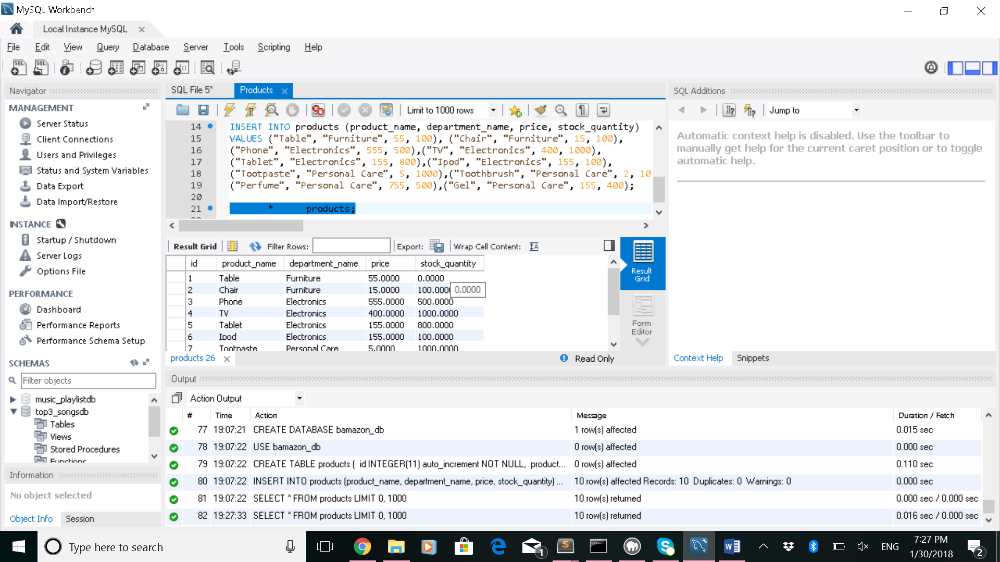 MySQL Workbench
Local Instance MySQL
File Edit View Query Database Server Tools Scripting Help
Navigator
MANAGEMENT
Server Status
Client Connections
Users and Privileges
Status and System Variables
Data Export
Data Import/Restore
INSTANCE
Startup / Shutdown
Server Logs
Options File
PERFORMANCE
Dashboard
Performance Reports
Performance Schema Setup
SCHEMAS
Filter objects
music_playlistdb
top3_songsdb
Tables
Views
Stored Procedures
Functions
Information
No object selected
Object Info Session
SQL File 5* Products
Limit to 1000 rows
14 INSERT INTO products (product_name, department_name, price, stock_quantity)
15 VALUES ("Table", "Furniture", 55, 100), ("Chair", "Furniture", 15, 100),
16 ("Phone", "Electronics", 555, 500),("TV", "Electronics", 400, 1000),
17 ("Tablet", "Electronics", 155, 800),("Ipod", "Electronics", 155, 100),
18 ("Tootpaste", "Personal Care", 5, 1000),("Toothbrush", "Personal Care", 2, 10
19 ("Perfume", "Personal Care", 755, 500),("Gel", "Personal Care", 155, 400);
20
21 * products;
Result Grid Filter Rows: Export: Wrap Cell Content:
id product_name department_name price stock_quantity
1 Table Furniture 55.0000 0.0000
2 Chair Furniture 15.0000 100.000 0.0000
3 Phone Electronics 555.0000 500.0000
4 TV Electronics 400.0000 1000.0000
5 Tablet Electronics 155.0000 800.0000
6 Ipod Electronics 155.0000 100.0000
7 Tootpaste Personal Care 5.0000 1000.0000
Result Grid
Form Editor
products 26 Read Only
SQL Additions
Jump to
Automatic context help is disabled. Use the toolbar to
manually get help for the current caret position or to toggle
automatic help.
Context Help Snippets
Output
Action Output
# Time Action Message Duration / Fetch
77 19:07:21 CREATE DATABASE bamazon_db 1 row(s) affected 0.015 sec
78 19:07:22 USE bamazon_db 0 row(s) affected 0.000 sec
79 19:07:22 CREATE TABLE products ( id INTEGER(11) auto_increment NOT NULL, product... 0 row(s) affected 0.110 sec
80 19:07:22 INSERT INTO products (product_name, department_name, price, stock_quantity) ... 10 row(s) affected Records: 10 Duplicates: 0 Warnings: 0 0.000 sec
81 19:07:22 SELECT * FROM products LIMIT 0, 1000 10 row(s) returned 0.000 sec / 0.000 sec
82 19:27:33 SELECT * FROM products LIMIT 0, 1000 10 row(s) returned 0.016 sec / 0.000 sec
Type here to search
1
ENG
7:27 PM
1/30/2018
2